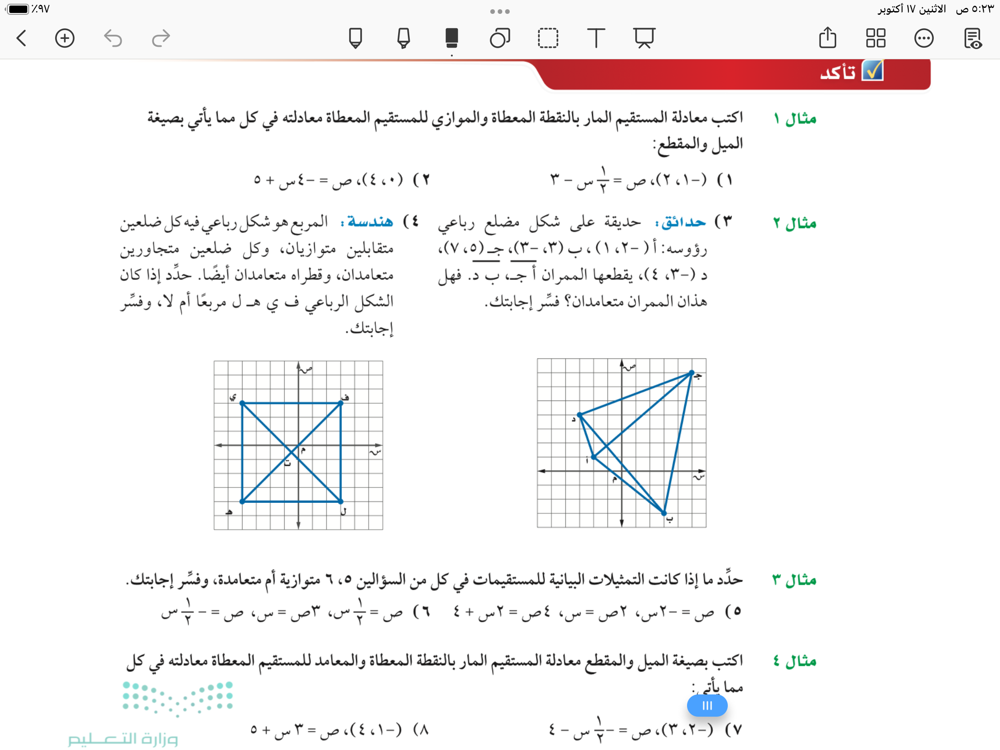 ٥:٢٣ ص الاثنين ١٧ أكتوبر
٪٩٧
تأكد
مثال ١ اكتب معادلة المستقيم المار بالنقطة المعطاة والموازي للمستقيم المعطاة معادلته في كل مما يأتي بصيغة
الميل والمقطع:
١) (-١، ٢)، ص = ١/٢ س - ٣
٢) (٠، ٤)، ص = -٤س + ٥
مثال ٢
٣) حدائق: حديقة على شكل مضلع رباعي
رؤوسه: أ (-٢، ١)، ب (٣، -٣)، جـ (٥، ٧)،
د (-٣، ٤)، يقطعها الممران أ جـ، ب د. فهل
هذان الممران متعامدان؟ فسِّر إجابتك.
٤) هندسة: المربع هو شكل رباعي فيه كل ضلعين
متقابلين متوازيان، وكل ضلعين متجاورين
متعامدان، وقطراه متعامدان أيضًا. حدِّد إذا كان
الشكل الرباعي ف ي هـ ل مربعًا أم لا، وفسِّر
إجابتك.
ص
جـ
د
أ
م
س
ب
ص
ي
ف
م
س
ت
هـ
ل
مثال ٣ حدِّد ما إذا كانت التمثيلات البيانية للمستقيمات في كل من السؤالين ٥، ٦ متوازية أم متعامدة، وفسِّر إجابتك.
٥) ص = -٢س، ٢ص = س، ٤ص = ٢س + ٤
٦) ص = ١/٢ س، ٣ص = س، ص = -١/٢ س
مثال ٤ اكتب بصيغة الميل والمقطع معادلة المستقيم المار بالنقطة المعطاة والمعامد للمستقيم المعطاة معادلته في كل
مما يأتي:
٧) (-٢، ٣)، ص = -١/٢ س - ٤
٨) (-١، ٤)، ص = ٣س + ٥
وزارة التعليم